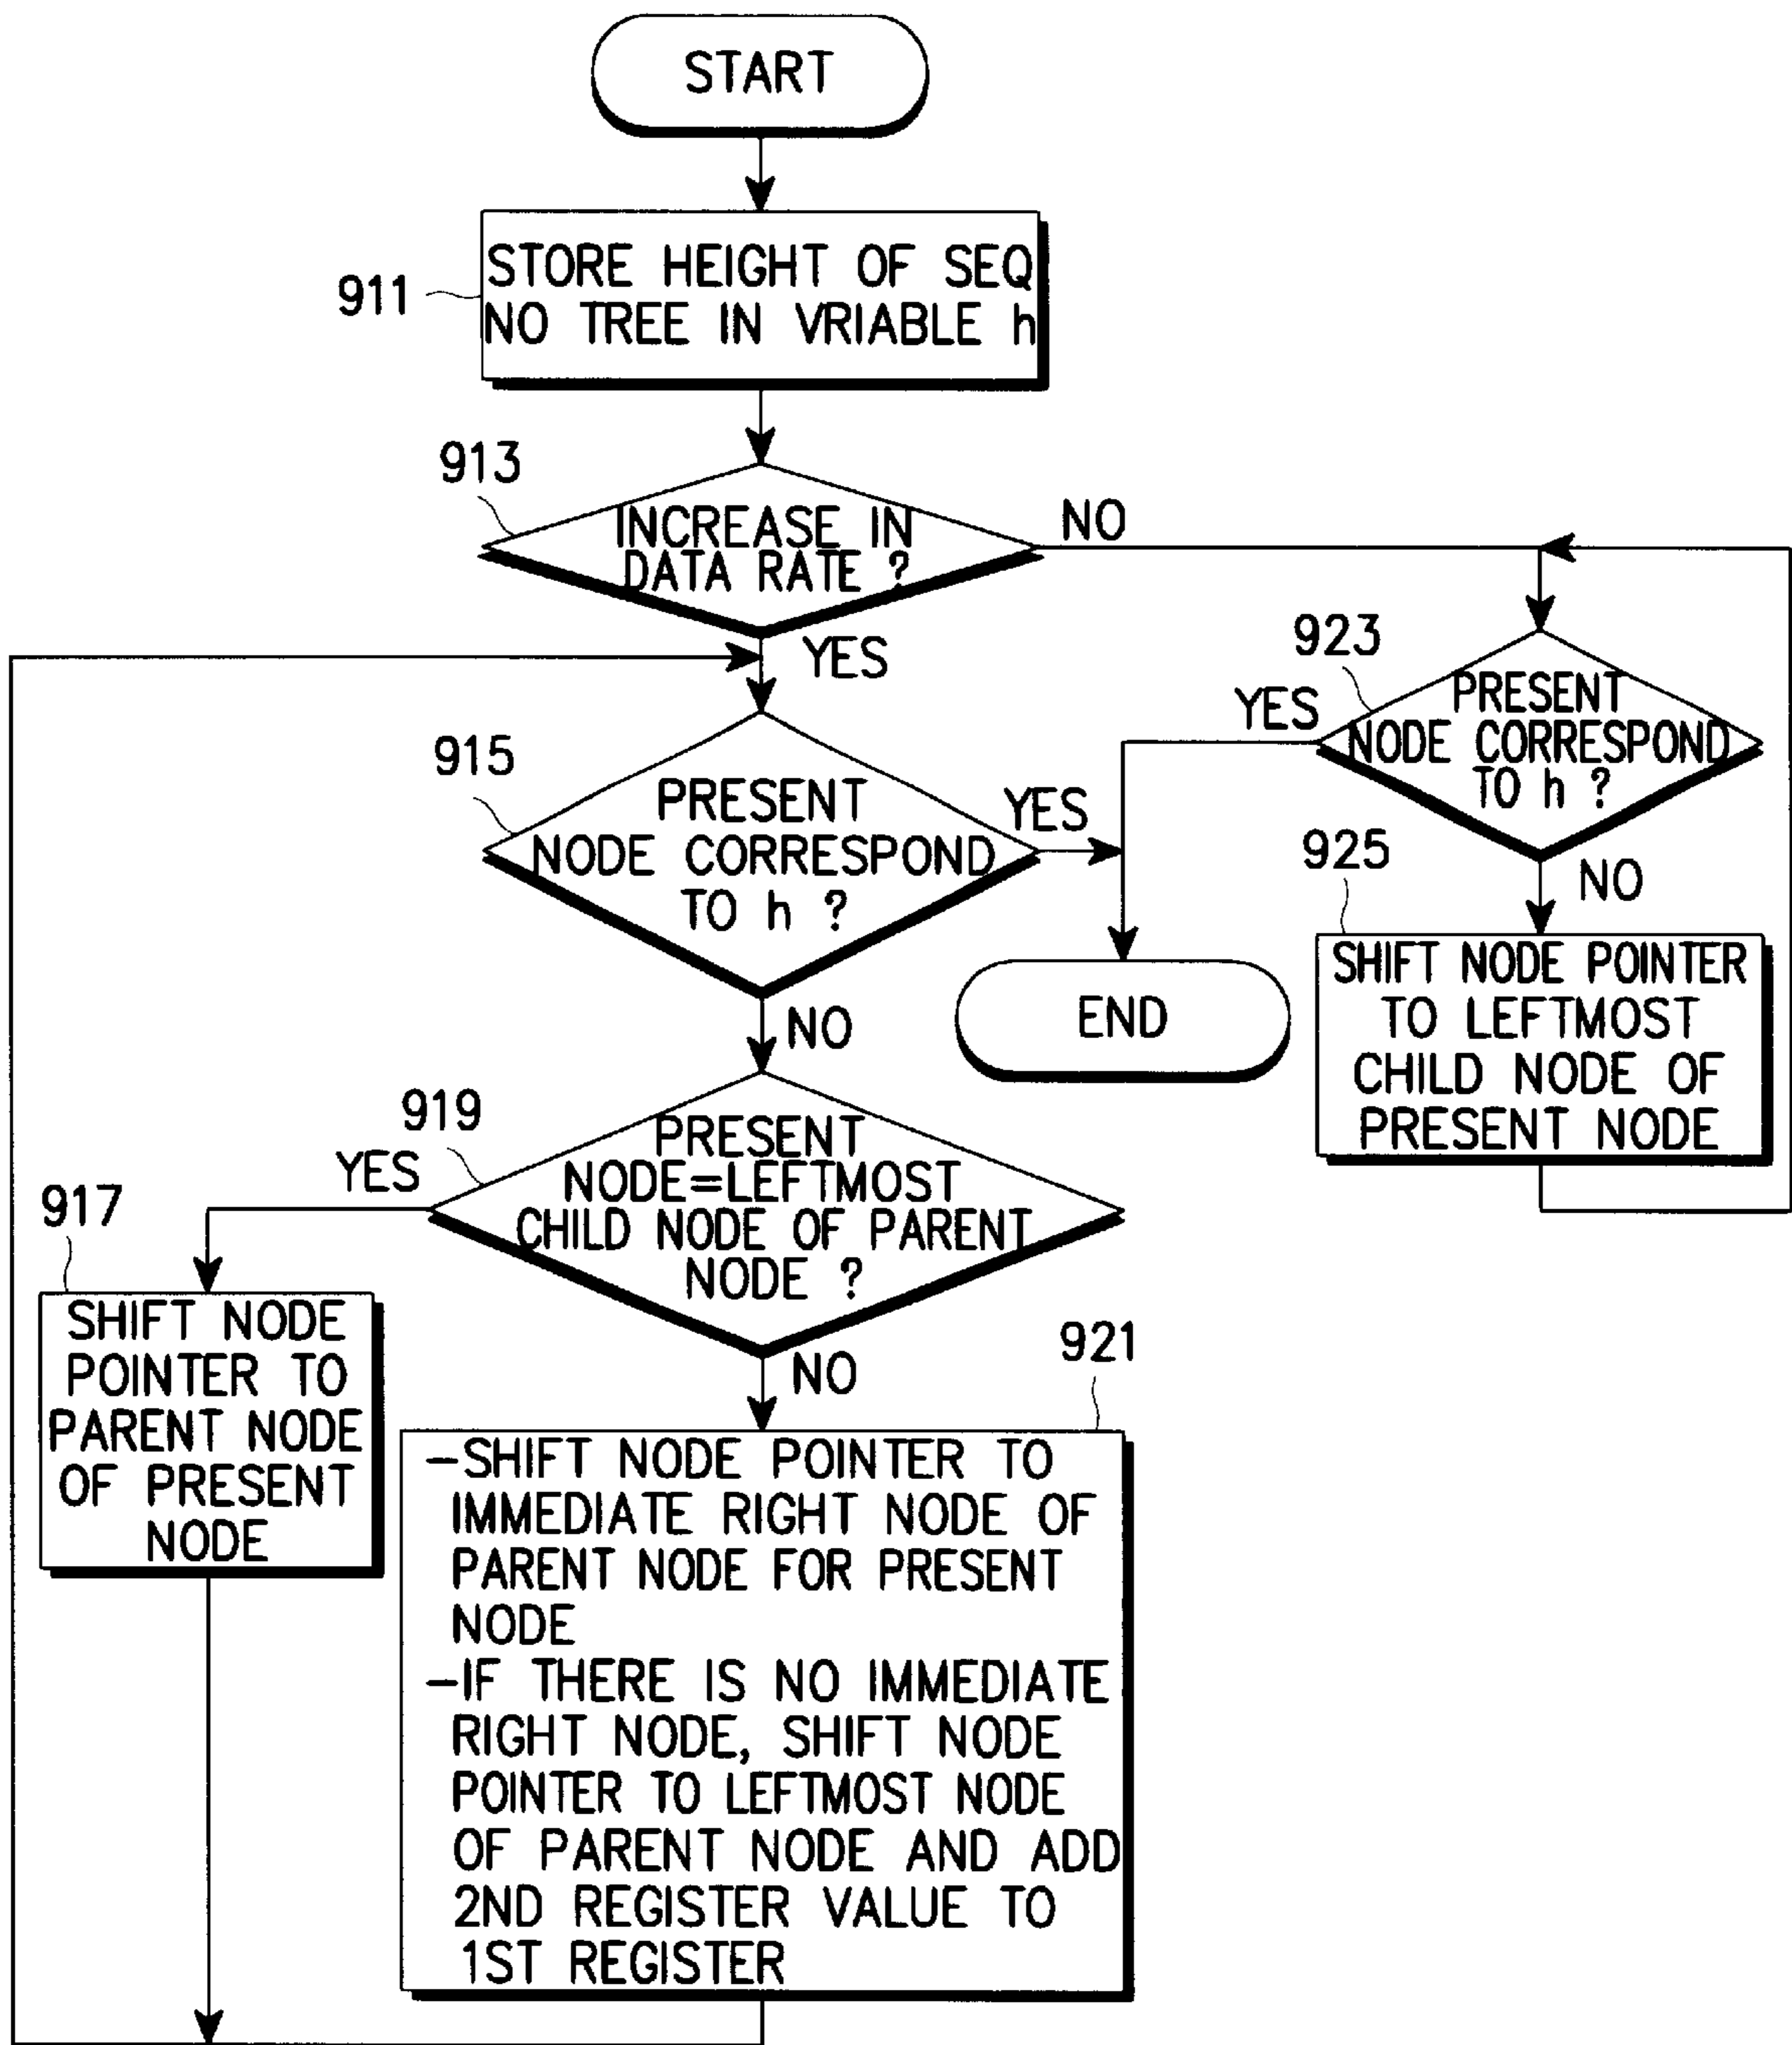 START
911
STORE HEIGHT OF SEQ
NO TREE IN VRIABLE h
913
INCREASE IN
DATA RATE ?
NO
YES
923
YES
PRESENT
NODE CORRESPOND
TO h ?
915
PRESENT
NODE CORRESPOND
TO h ?
YES
NO
925
NO
SHIFT NODE POINTER
TO LEFTMOST
CHILD NODE OF
PRESENT NODE
END
919
YES
PRESENT
NODE=LEFTMOST
CHILD NODE OF PARENT
NODE ?
917
SHIFT NODE
POINTER TO
PARENT NODE
OF PRESENT
NODE
NO
921
-SHIFT NODE POINTER TO
IMMEDIATE RIGHT NODE OF
PARENT NODE FOR PRESENT
NODE
-IF THERE IS NO IMMEDIATE
RIGHT NODE, SHIFT NODE
POINTER TO LEFTMOST NODE
OF PARENT NODE AND ADD
2ND REGISTER VALUE TO
1ST REGISTER